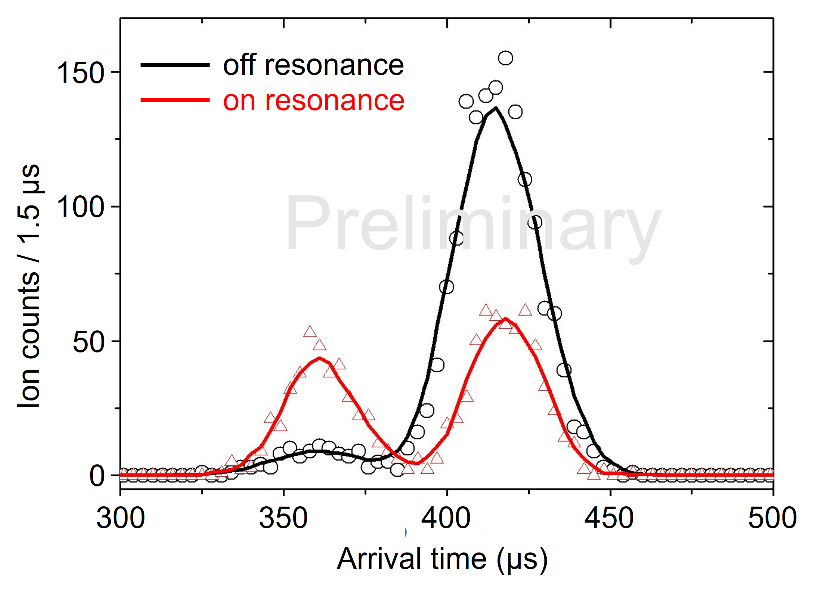 off resonance
on resonance
150
100
50
0
Ion counts / 1.5 µs
Preliminary
300 350 400 450 500
Arrival time (µs)